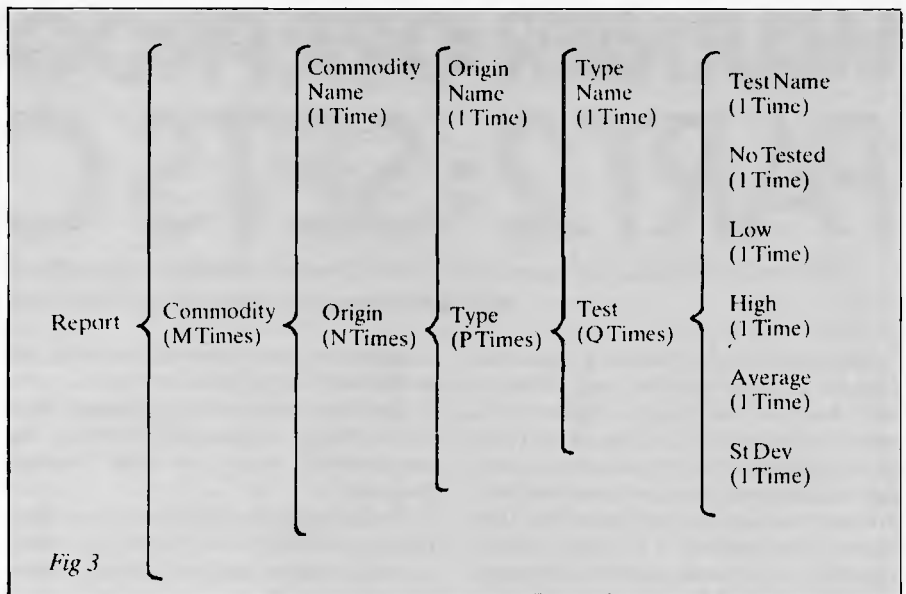 Commodity
Name
(1 Time)
Origin
Name
(1 Time)
Type
Name
(1 Time)
Test Name
(1 Time)
No Tested
(1 Time)
Low
(1 Time)
High
(1 Time)
Average
(1 Time)
St Dev
(1 Time)
Report
Commodity
(M Times)
Origin
(N Times)
Type
(P Times)
Test
(Q Times)
Fig 3